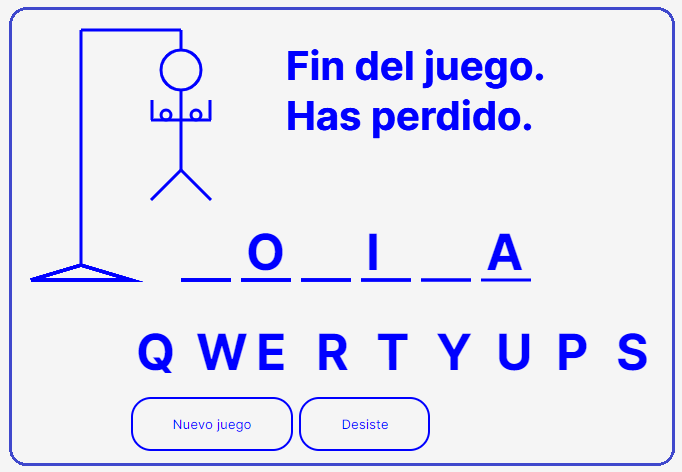 Fin del juego.
Has perdido.
O I A
Q W E R T Y U P S
Nuevo juego
Desiste